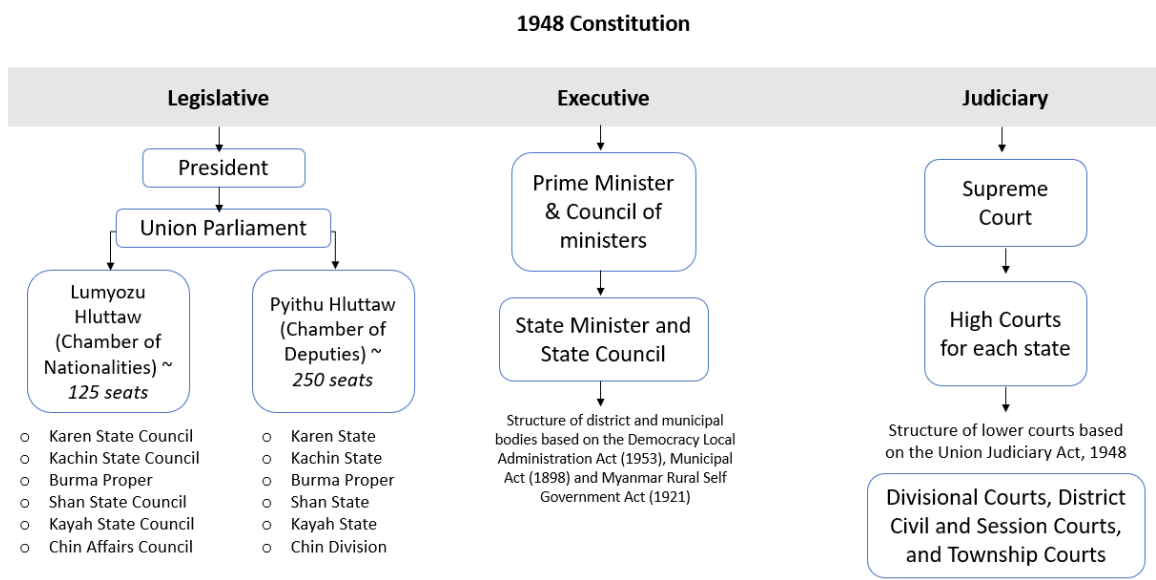 1948 Constitution
Legislative
Executive
Judiciary
President
Union Parliament
Lumyozu
Hluttaw
(Chamber of
Nationalities) ~
125 seats
Pyithu Hluttaw
(Chamber of
Deputies) ~
250 seats
o Karen State Council
o Kachin State Council
o Burma Proper
o Shan State Council
o Kayah State Council
o Chin Affairs Council
o Karen State
o Kachin State
o Burma Proper
o Shan State
o Kayah State
o Chin Division
Prime Minister
& Council of
ministers
State Minister and
State Council
Structure of district and municipal
bodies based on the Democracy Local
Administration Act (1953), Municipal
Act (1898) and Myanmar Rural Self
Government Act (1921)
Supreme
Court
High Courts
for each state
Structure of lower courts based
on the Union Judiciary Act, 1948
Divisional Courts, District
Civil and Session Courts,
and Township Courts